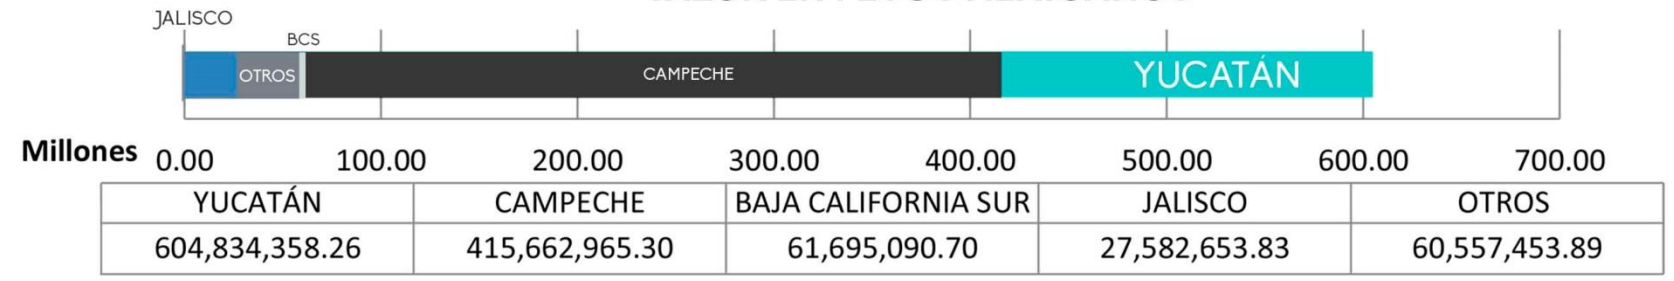 JALISCO
BCS
OTROS
CAMPECHE
YUCATÁN
Millones 0.00 100.00 200.00 300.00 400.00 500.00 600.00 700.00
YUCATÁN CAMPECHE BAJA CALIFORNIA SUR JALISCO OTROS
604,834,358.26 415,662,965.30 61,695,090.70 27,582,653.83 60,557,453.89